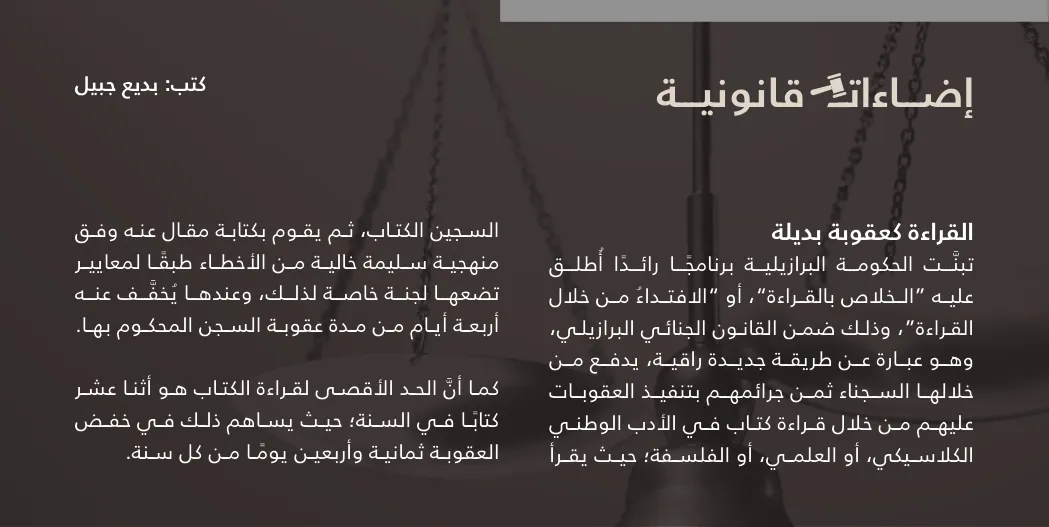 إضاءات قانونية
كتب: بديع جبيل
القراءة كعقوبة بديلة
تبنَّت الحكومة البرازيلية برنامجًا رائدًا أُطلق
عليه "الخلاص بالقراءة"، أو "الافتداءُ من خلال
القراءة"، وذلك ضمن القانون الجنائي البرازيلي،
وهو عبارة عن طريقة جديدة راقية، يدفع من
خلالها السجناء ثمن جرائمهم بتنفيذ العقوبات
عليهم من خلال قراءة كتاب في الأدب الوطني
الكلاسيكي، أو العلمي، أو الفلسفة؛ حيث يقرأ
السجين الكتاب، ثم يقوم بكتابة مقال عنه وفق
منهجية سليمة خالية من الأخطاء طبقًا لمعايير
تضعها لجنة خاصة لذلك، وعندها يُخفَّف عنه
أربعة أيام من مدة عقوبة السجن المحكوم بها.
كما أنَّ الحد الأقصى لقراءة الكتاب هو أثنا عشر
كتابًا في السنة؛ حيث يساهم ذلك في خفض
العقوبة ثمانية وأربعين يومًا من كل سنة.